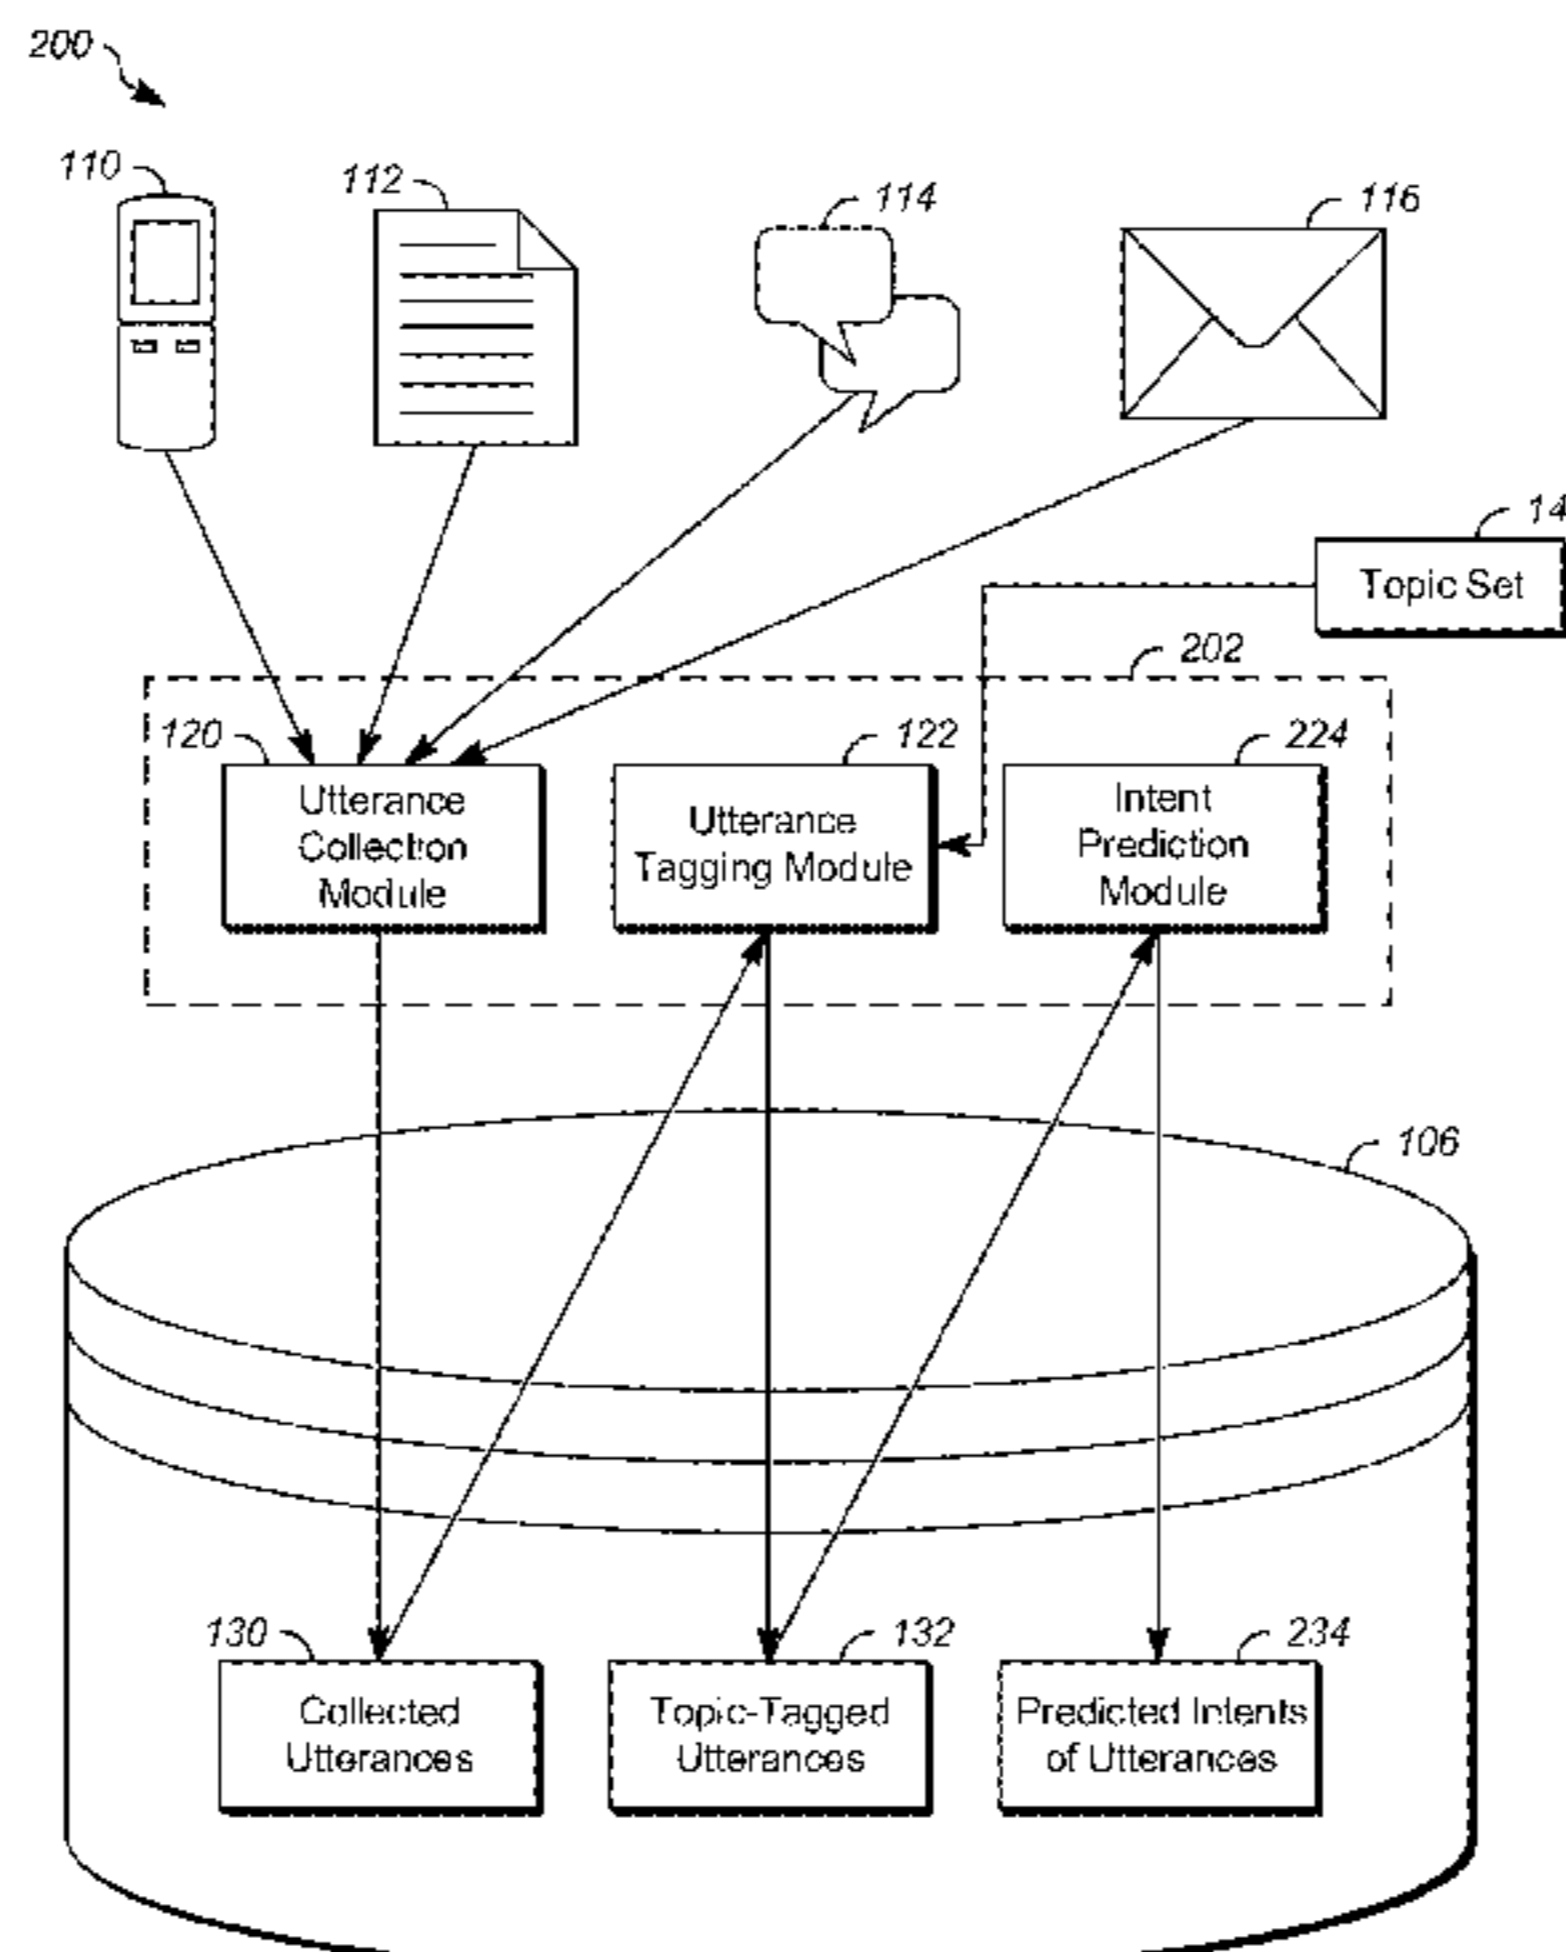 200
110
112
114
116
14
Topic Set
202
120
122
224
Utterance
Collection
Module
Utterance
Tagging Module
Intent
Prediction
Module
106
130
132
234
Collected
Utterances
Topic-Tagged
Utterances
Predicted Intents
of Utterances